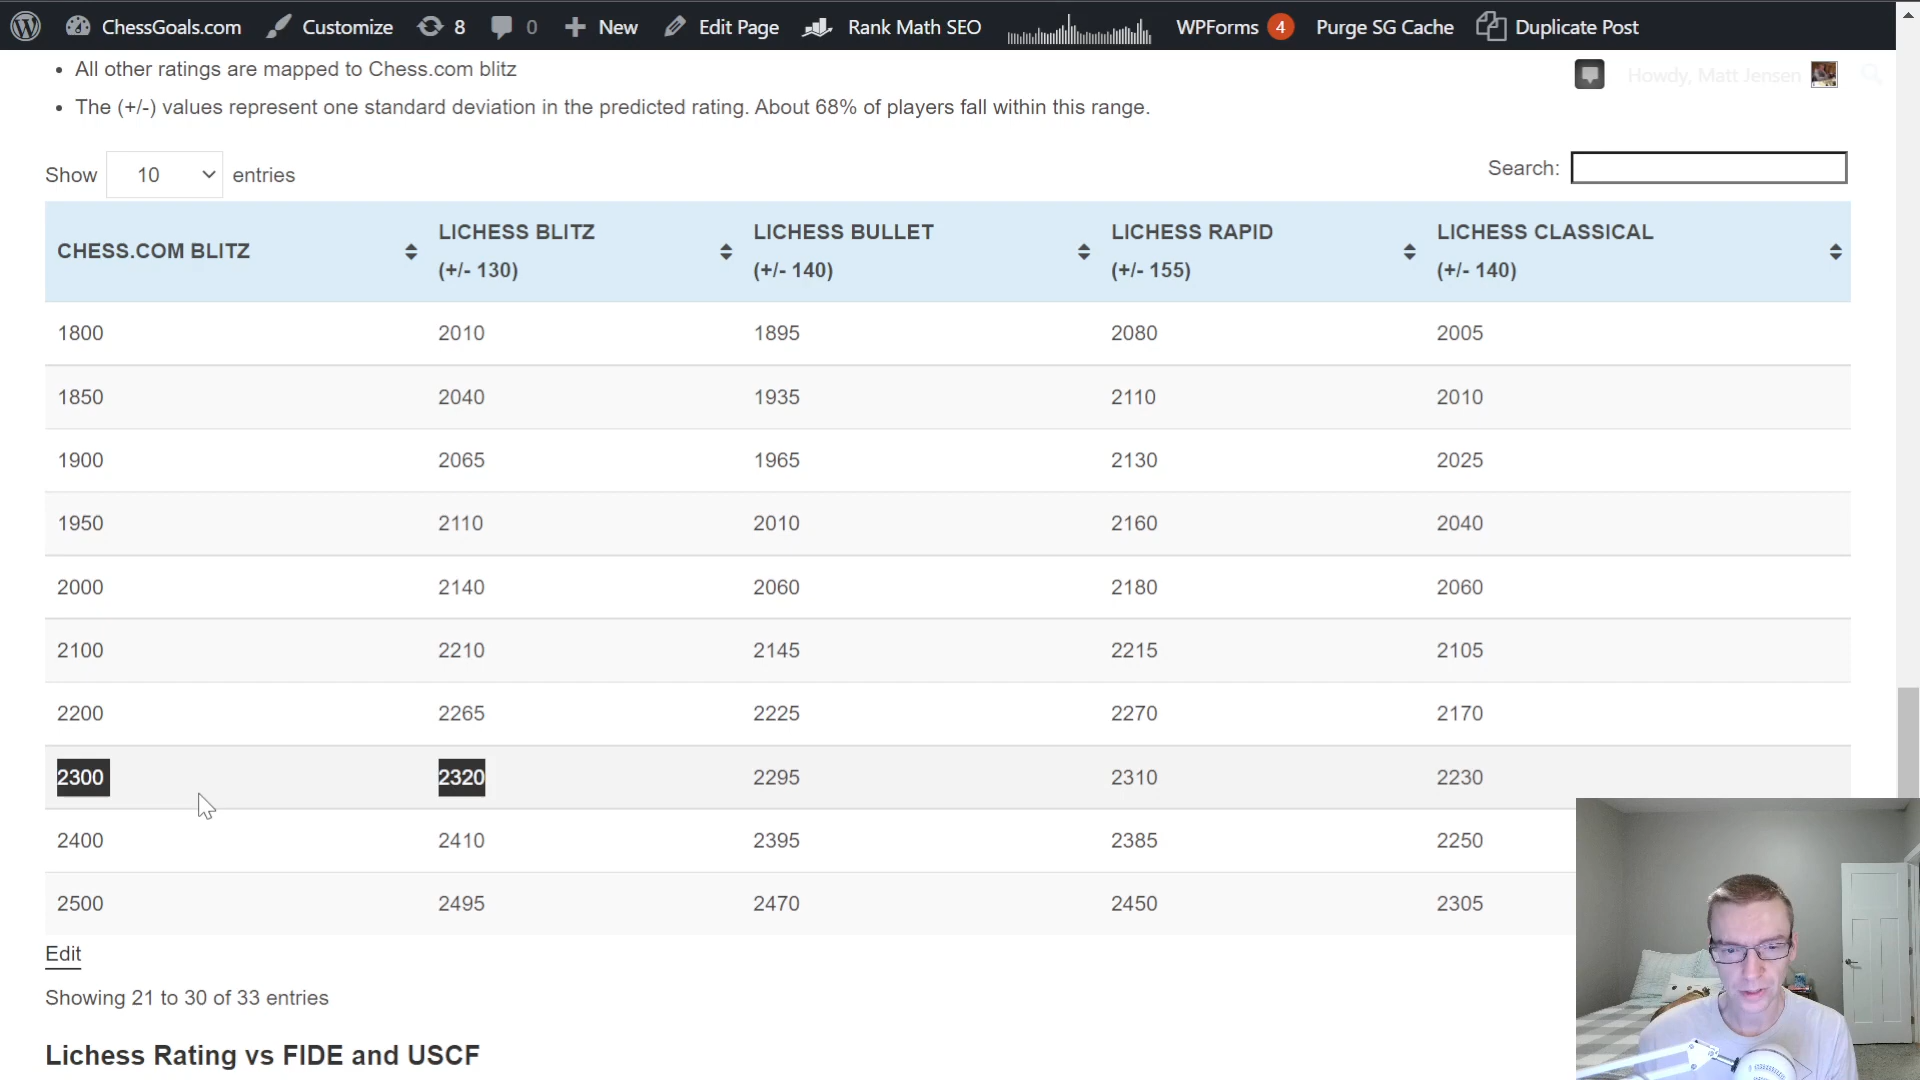 ChessGoals.com Customize 8 0 New Edit Page Rank Math SEO WPForms 4 Purge SG Cache Duplicate Post
All other ratings are mapped to Chess.com blitz
Howdy, Matt Jensen
The (+/-) values represent one standard deviation in the predicted rating. About 68% of players fall within this range.
Show 10 entries
Search:
CHESS.COM BLITZ LICHESS BLITZ (+/- 130) LICHESS BULLET (+/- 140) LICHESS RAPID (+/- 155) LICHESS CLASSICAL (+/- 140)
1800 2010 1895 2080 2005
1850 2040 1935 2110 2010
1900 2065 1965 2130 2025
1950 2110 2010 2160 2040
2000 2140 2060 2180 2060
2100 2210 2145 2215 2105
2200 2265 2225 2270 2170
2300 2320 2295 2310 2230
2400 2410 2395 2385 2250
2500 2495 2470 2450 2305
Edit
Showing 21 to 30 of 33 entries
Lichess Rating vs FIDE and USCF